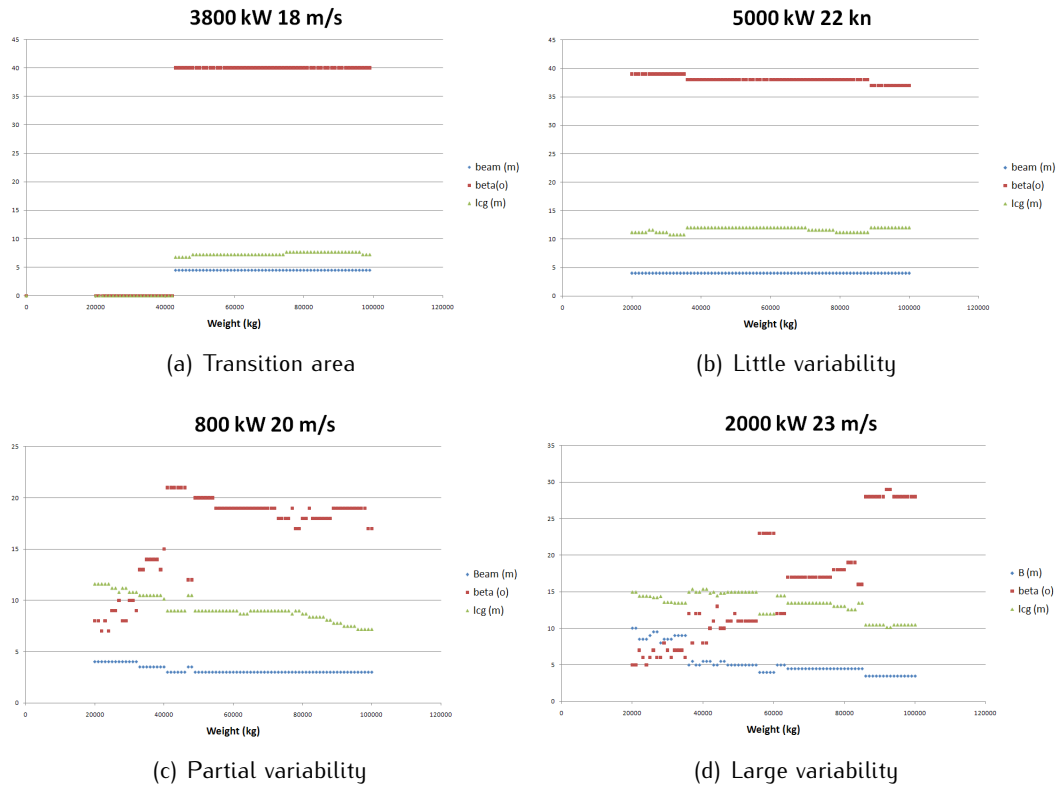 3800 kW 18 m/s
45
40
35
30
25
20
15
10
5
0
0 20000 40000 60000 80000 100000 120000
Weight (kg)
beam (m)
beta(o)
lcg (m)
(a) Transition area
5000 kW 22 kn
45
40
35
30
25
20
15
10
5
0
0 20000 40000 60000 80000 100000 120000
Weight (kg)
beam (m)
beta(o)
lcg (m)
(b) Little variability
800 kW 20 m/s
25
20
15
10
5
0
0 20000 40000 60000 80000 100000 120000
Weight (kg)
Beam (m)
beta (o)
lcg (m)
(c) Partial variability
2000 kW 23 m/s
35
30
25
20
15
10
5
0
0 20000 40000 60000 80000 100000 120000
Weight (kg)
B (m)
beta (o)
lcg (m)
(d) Large variability